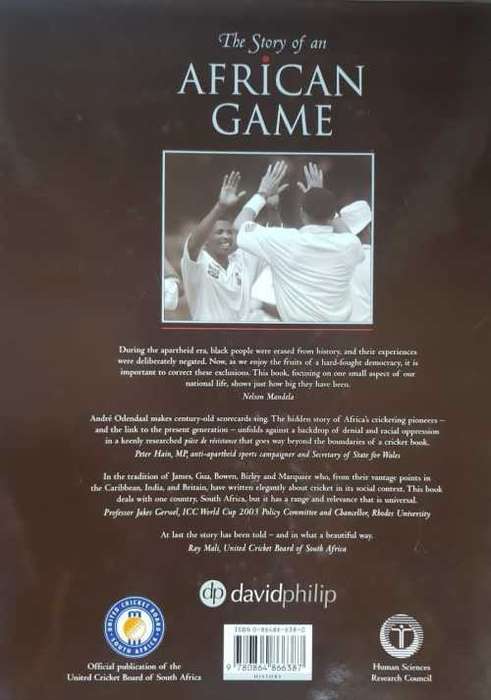 The Story of an
AFRICAN
GAME
During the apartheid era, black people were erased from history, and their experiences
were deliberately negated. Now, as we enjoy the fruits of a hard-fought democracy, it is
important to correct these exclusions. This book, focusing on one small aspect of our
national life, shows just how big they have been.
Nelson Mandela
André Odendaal makes century-old scorecards sing. The hidden story of Africa's cricketing pioneers –
and the link to the present generation – unfolds against a backdrop of denial and racial oppression
in a keenly researched pièce de résistance that goes way beyond the boundaries of a cricket book.
Peter Hain, MP, anti-apartheid sports campaigner and Secretary of State for Wales
In the tradition of James, Guha, Bowen, Birley and Marqusee who, from their vantage points in
the Caribbean, India, and Britain, have written elegantly about cricket in its social context. This book
deals with one country, South Africa, but it has a range and relevance that is universal.
Professor Jakes Gerwel, ICC World Cup 2003 Policy Committee and Chancellor, Rhodes University
At last the story has been told – and in what a beautiful way.
Ray Mali, United Cricket Board of South Africa
dp davidphilip
UNITED CRICKET BOARD
SOUTH AFRICA
Official publication of the
United Cricket Board of South Africa
ISBN 0-86486-638-0
9 780864 866387
HISTORY
Human Sciences
Research Council